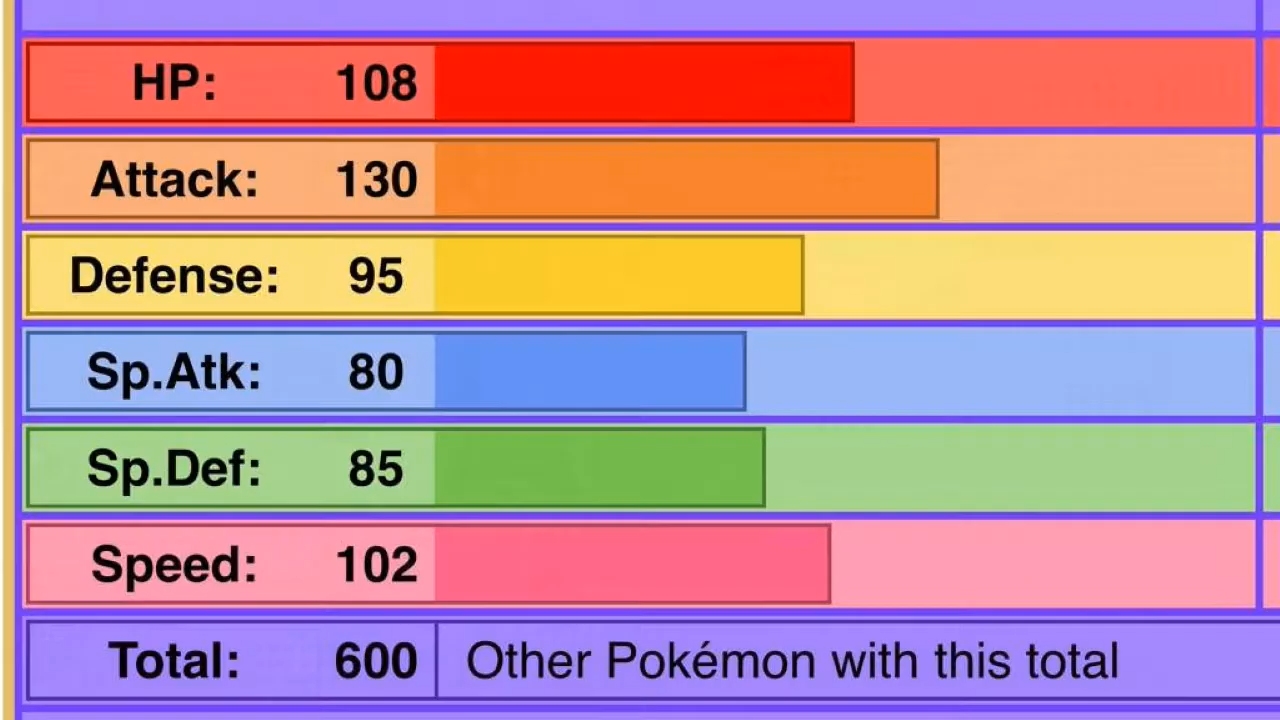 HP: 108
Attack: 130
Defense: 95
Sp.Atk: 80
Sp.Def: 85
Speed: 102
Total: 600 Other Pokémon with this total